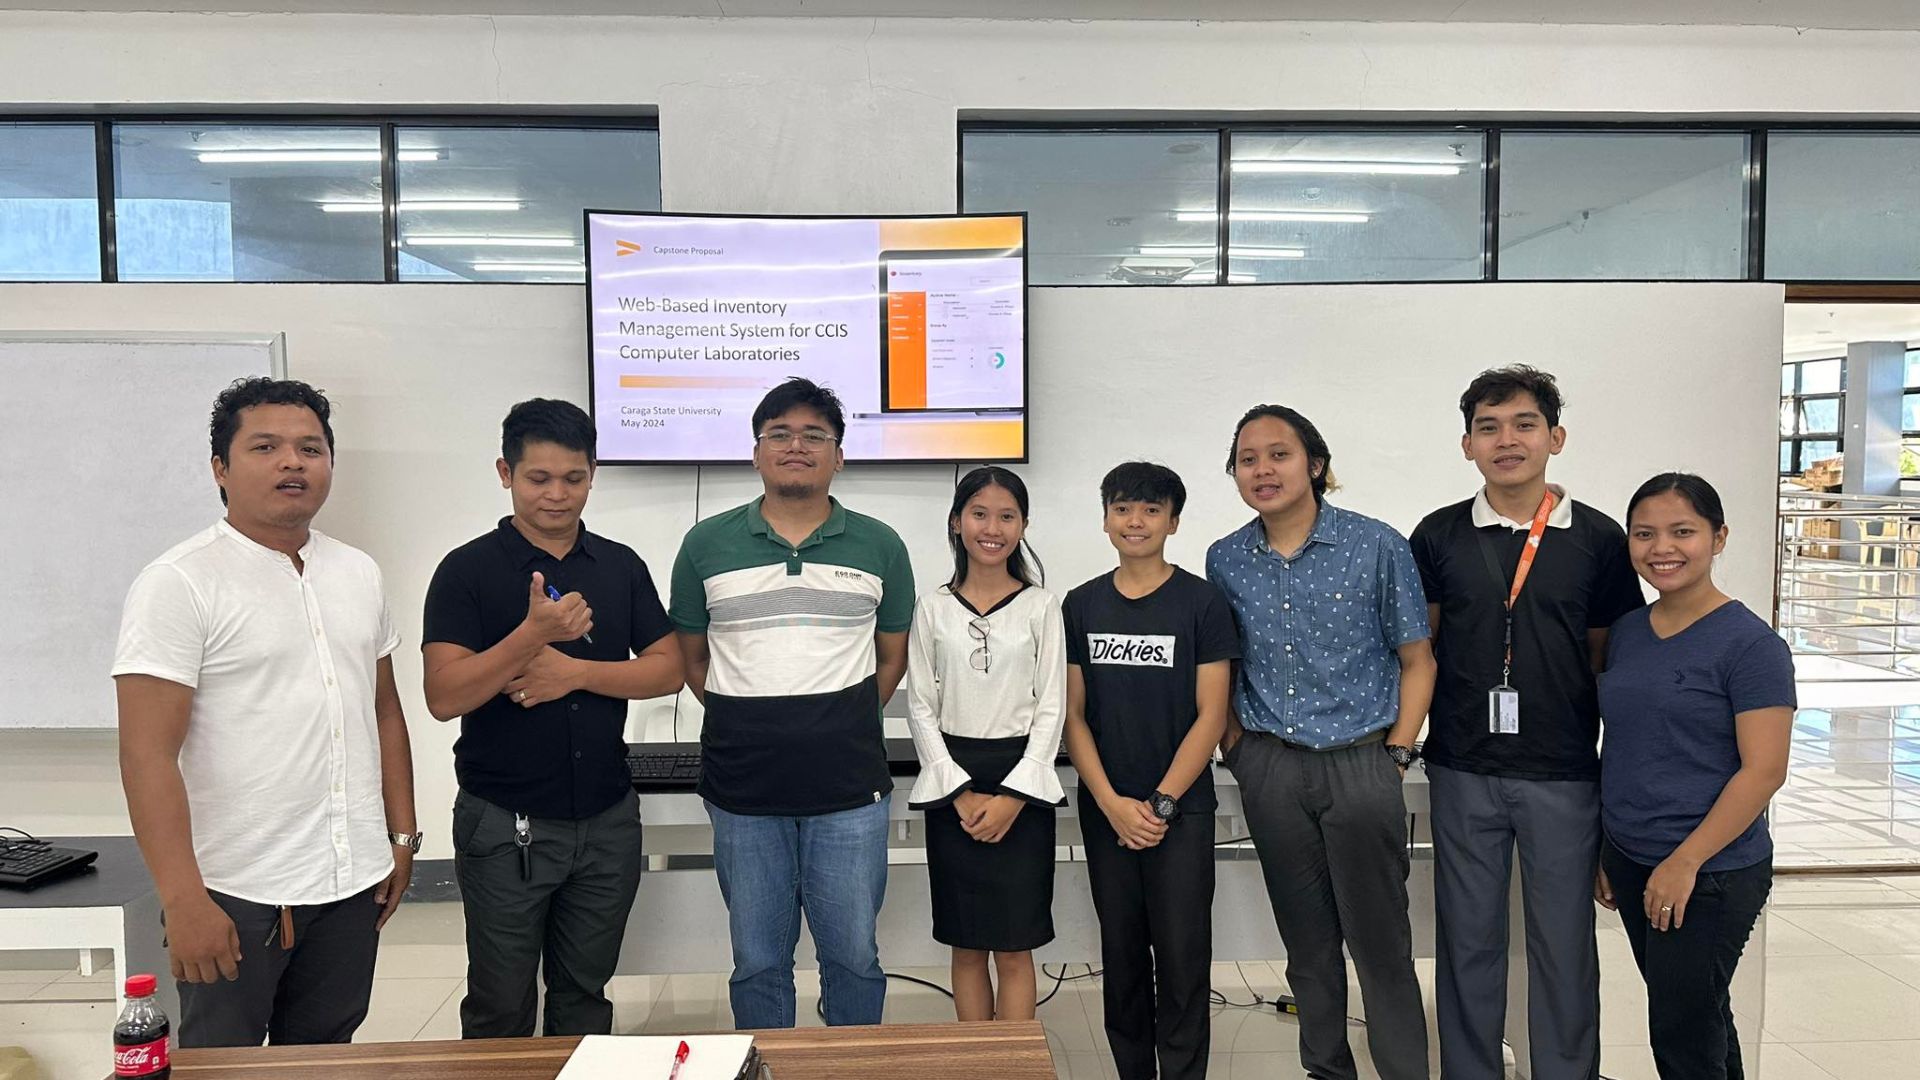 Capstone Proposal
Web-Based Inventory
Management System for CCIS
Computer Laboratories
Caraga State University
May 2024
Inventory
Dickies
Coca-Cola